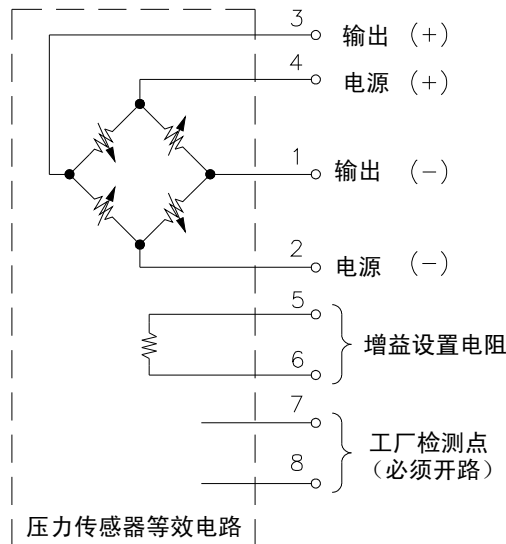 3 输出 (+)
4 电源 (+)
1 输出 (-)
2 电源 (-)
5
增益设置电阻
6
7
工厂检测点
(必须开路)
8
压力传感器等效电路